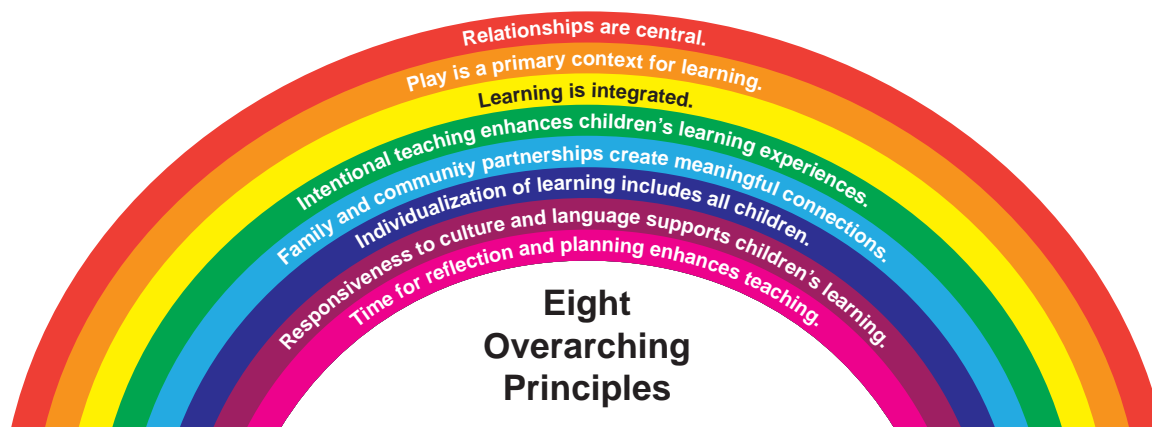 Relationships are central.
Play is a primary context for learning.
Learning is integrated.
Intentional teaching enhances children’s learning experiences.
Family and community partnerships create meaningful connections.
Individualization of learning includes all children.
Responsiveness to culture and language supports children’s learning.
Time for reflection and planning enhances teaching.
Eight
Overarching
Principles